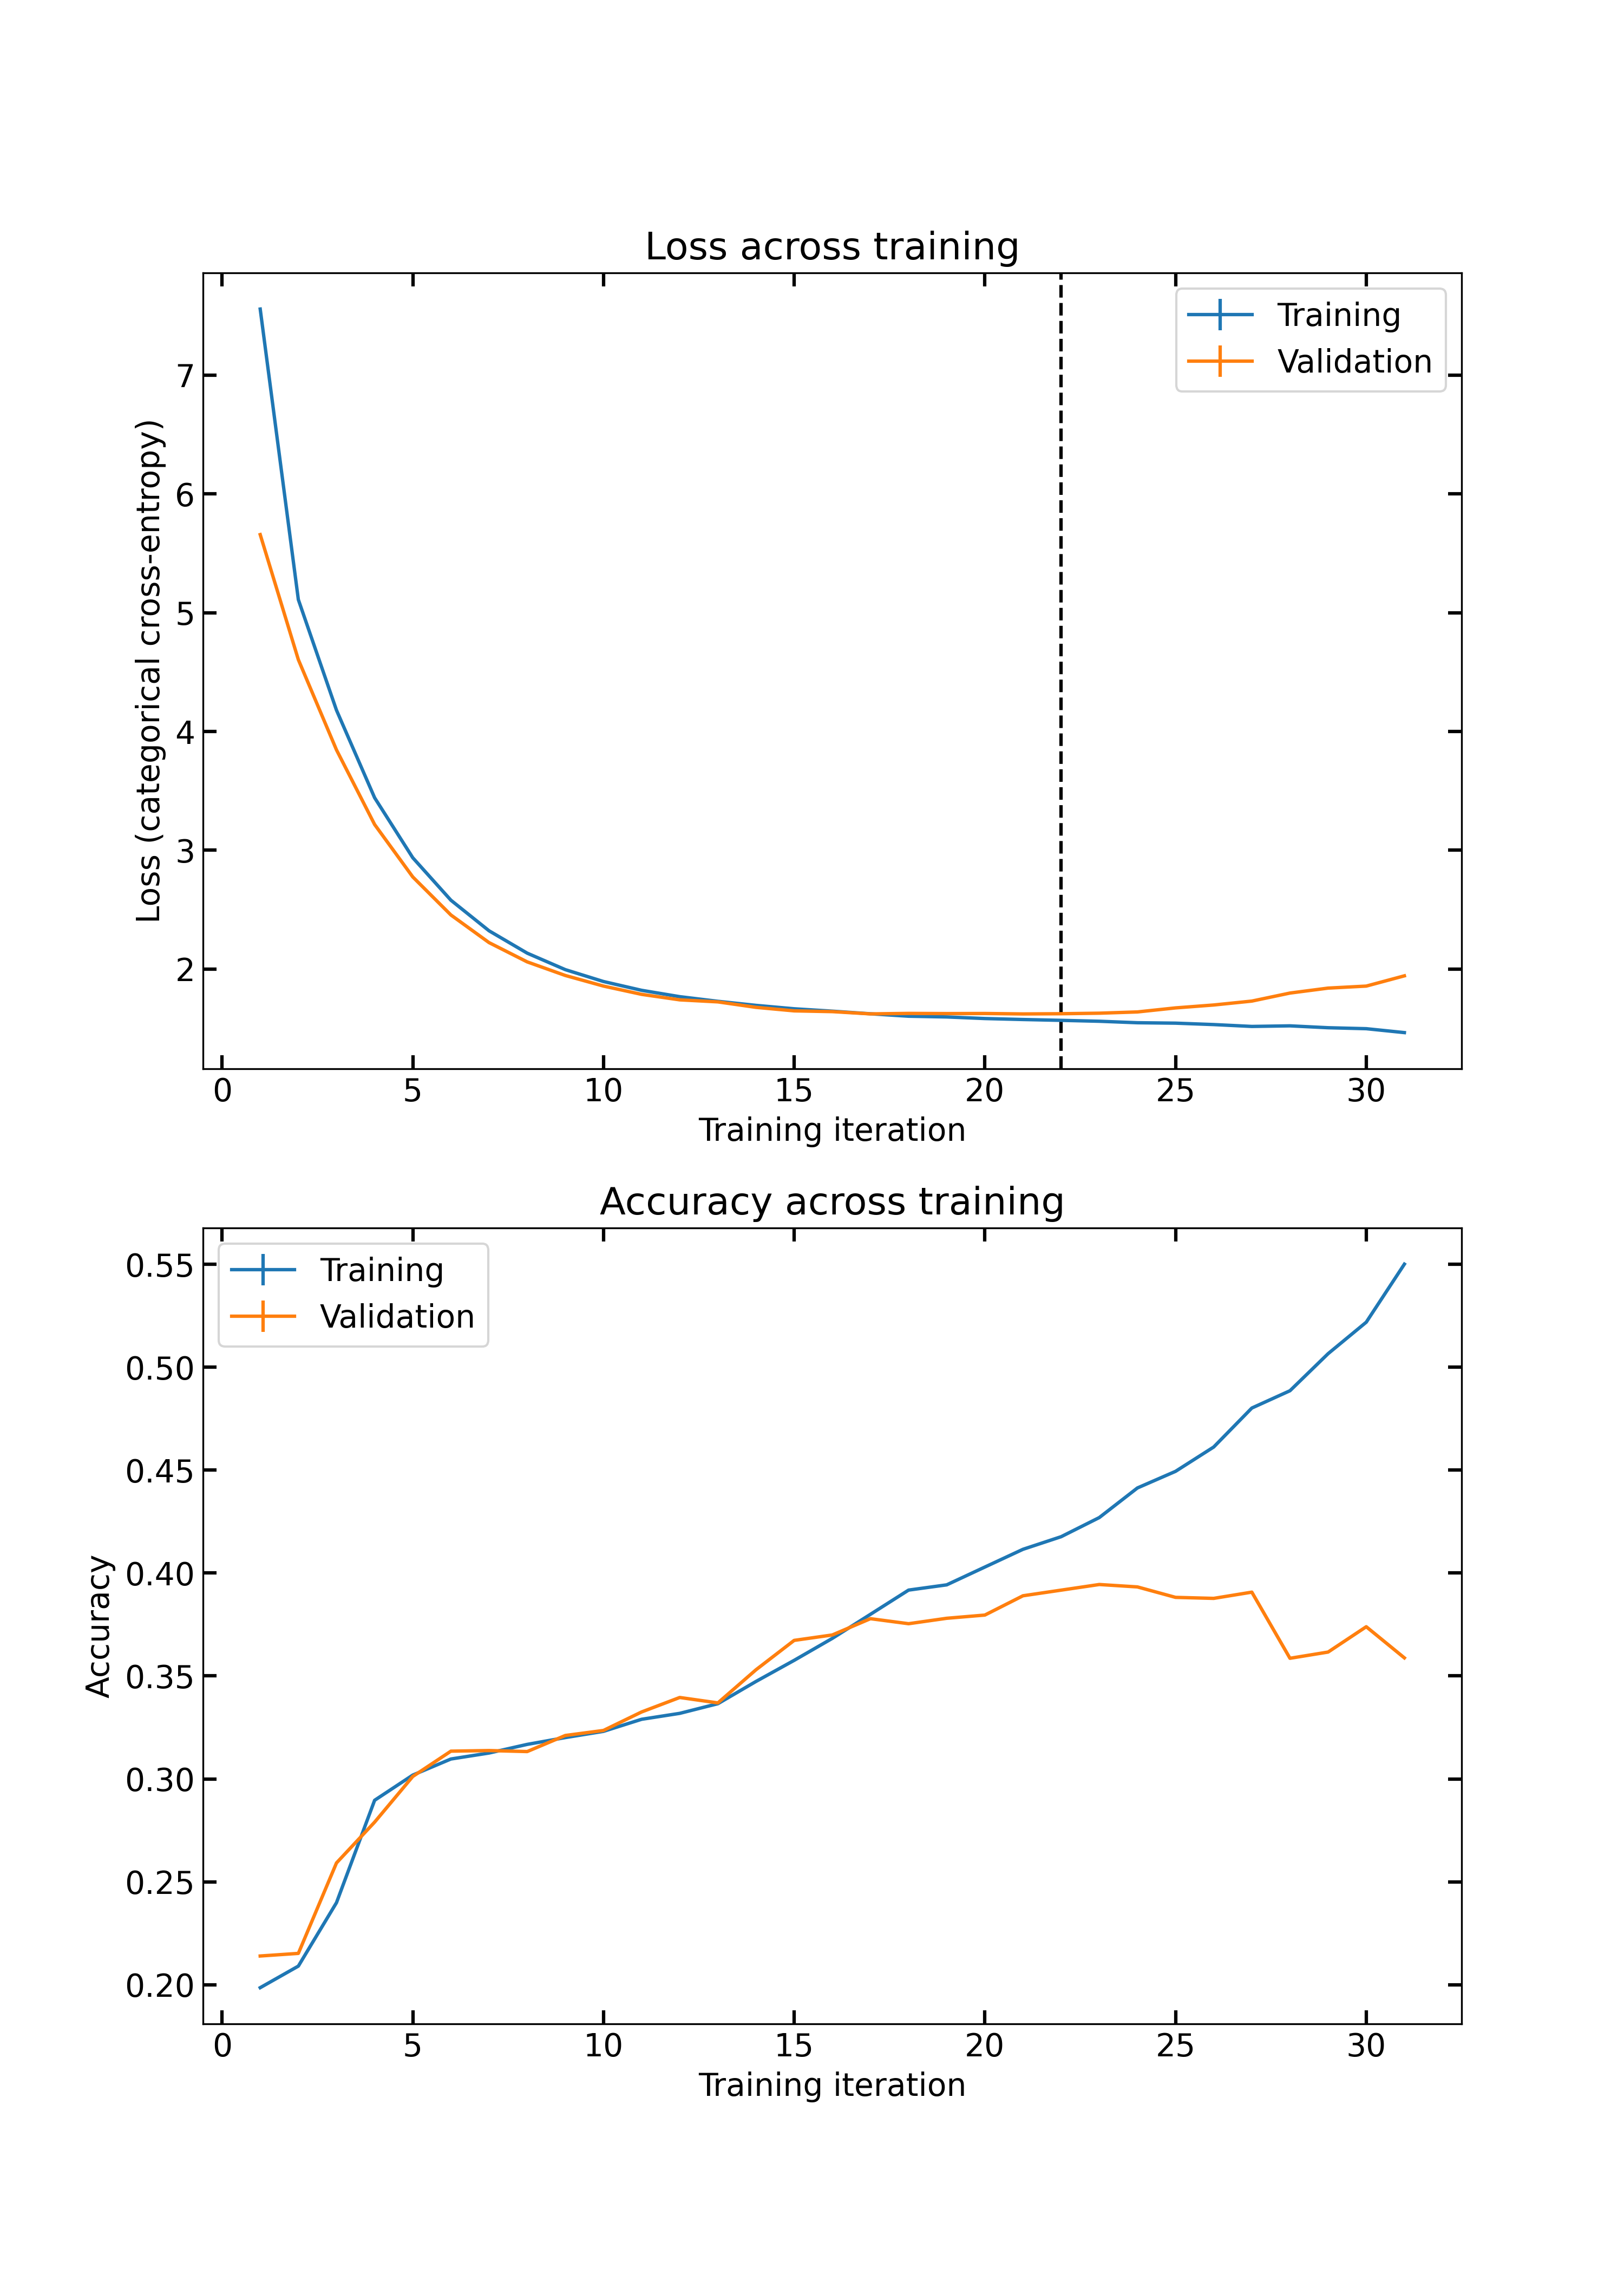 Loss across training
Training
Validation
7
6
5
4
3
2
Loss (categorical cross-entropy)
0 5 10 15 20 25 30
Training iteration
Accuracy across training
Training
Validation
0.55
0.50
0.45
0.40
0.35
0.30
0.25
0.20
Accuracy
0 5 10 15 20 25 30
Training iteration